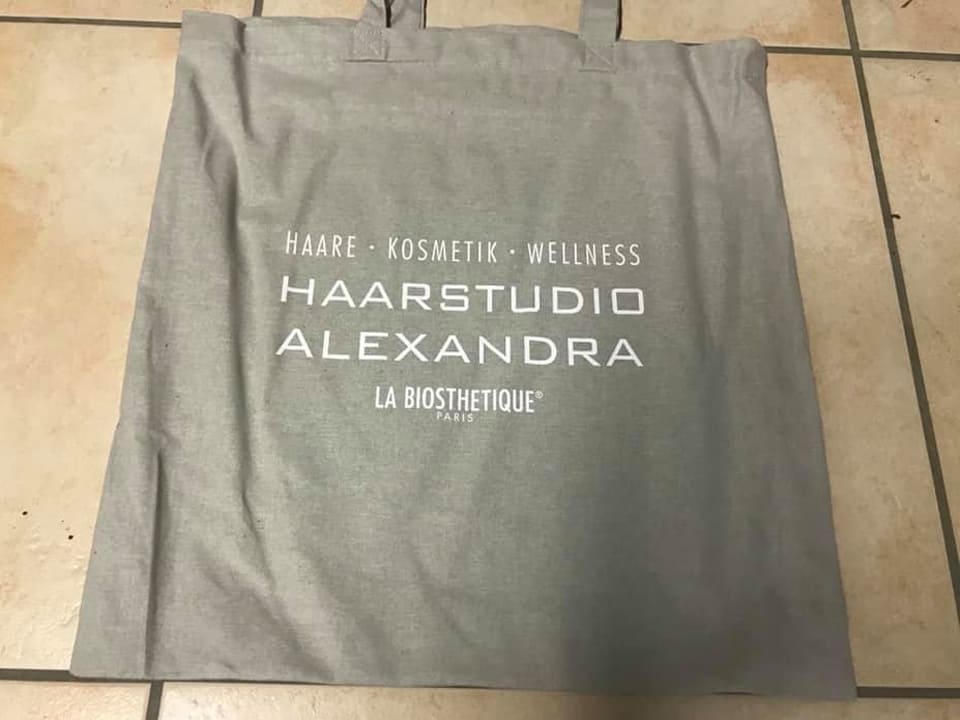 HAARE · KOSMETIK · WELLNESS
HAARSTUDIO
ALEXANDRA
LA BIOSTHETIQUE®
PARIS